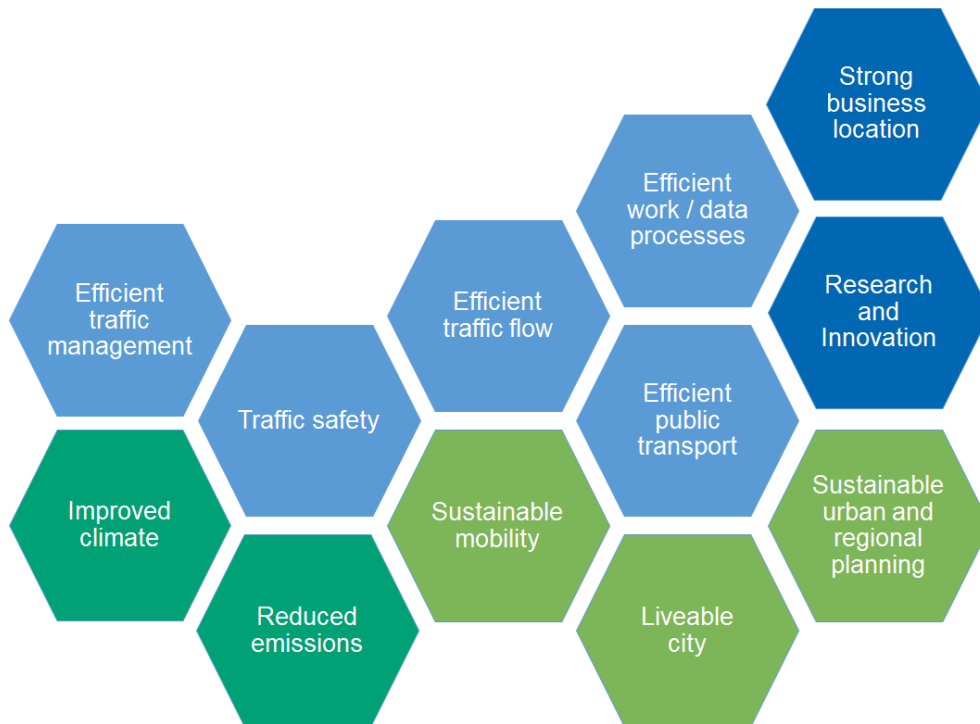 Strong
business
location
Efficient
work / data
processes
Efficient
traffic
management
Efficient
traffic flow
Research
and
Innovation
Traffic safety
Efficient
public
transport
Improved
climate
Sustainable
mobility
Sustainable
urban and
regional
planning
Reduced
emissions
Liveable
city